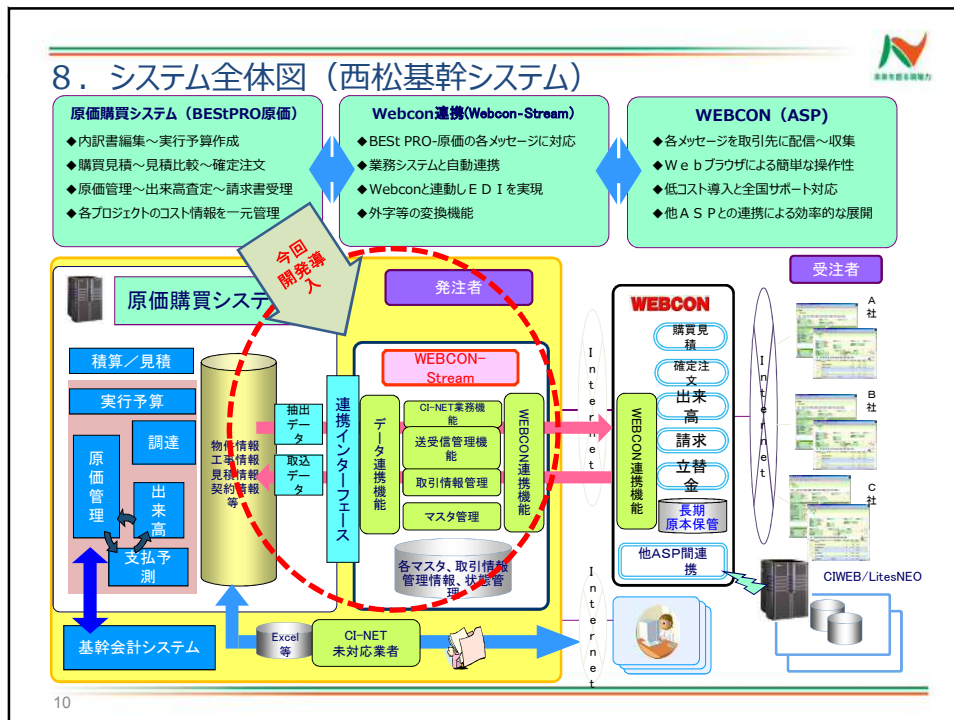 未来を創る現場力
8．システム全体図（西松基幹システム）
原価購買システム（BEStPRO原価）
◆内訳書編集～実行予算作成
◆購買見積～見積比較～確定注文
◆原価管理～出来高査定～請求書受理
◆各プロジェクトのコスト情報を一元管理
Webcon連携(Webcon-Stream)
◆BESt PRO-原価の各メッセージに対応
◆業務システムと自動連携
◆Webconと連動しＥＤＩを実現
◆外字等の変換機能
WEBCON（ASP)
◆各メッセージを取引先に配信～収集
◆Ｗｅｂブラウザによる簡単な操作性
◆低コスト導入と全国サポート対応
◆他ＡＳＰとの連携による効率的な展開
今回
開発導
入
原価購買システ
発注者
受注者
積算／見積
実行予算
調達
原価管理
出来高
支払予
測
基幹会計システム
物件情報
工事情報
見積情報
契約情報
等
抽出
データ
取込
データ
連携インターフェース
WEBCON-
Stream
データ連携機能
CI-NET業務機
能
送受信管理機
能
取引情報管理
マスタ管理
WEBCON連携機能
各マスタ、取引情報
管理情報、状態管
理
Excel
等
CI-NET
未対応業者
Internet
Internet
WEBCON
WEBCON連携機能
購買見
積
確定注
文
出来
高
請求
立替
金
長期
原本保管
他ASP間連
携
Internet
A
社
B
社
C
社
CIWEB/LitesNEO
10